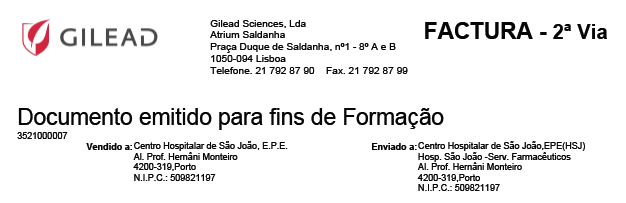 GILEAD
Gilead Sciences, Lda
Atrium Saldanha
Praça Duque de Saldanha, nº1 - 8º A e B
1050-094 Lisboa
Telefone. 21 792 87 90 Fax. 21 792 87 99
FACTURA - 2ª Via
Documento emitido para fins de Formação
3521000007
Vendido a: Centro Hospitalar de São João, E.P.E.
Al. Prof. Hernâni Monteiro
4200-319,Porto
N.I.P.C.: 509821197
Enviado a: Centro Hospitalar de São João,EPE(HSJ)
Hosp. São João -Serv. Farmacêuticos
Al. Prof. Hernâni Monteiro
4200-319,Porto
N.I.P.C.: 509821197